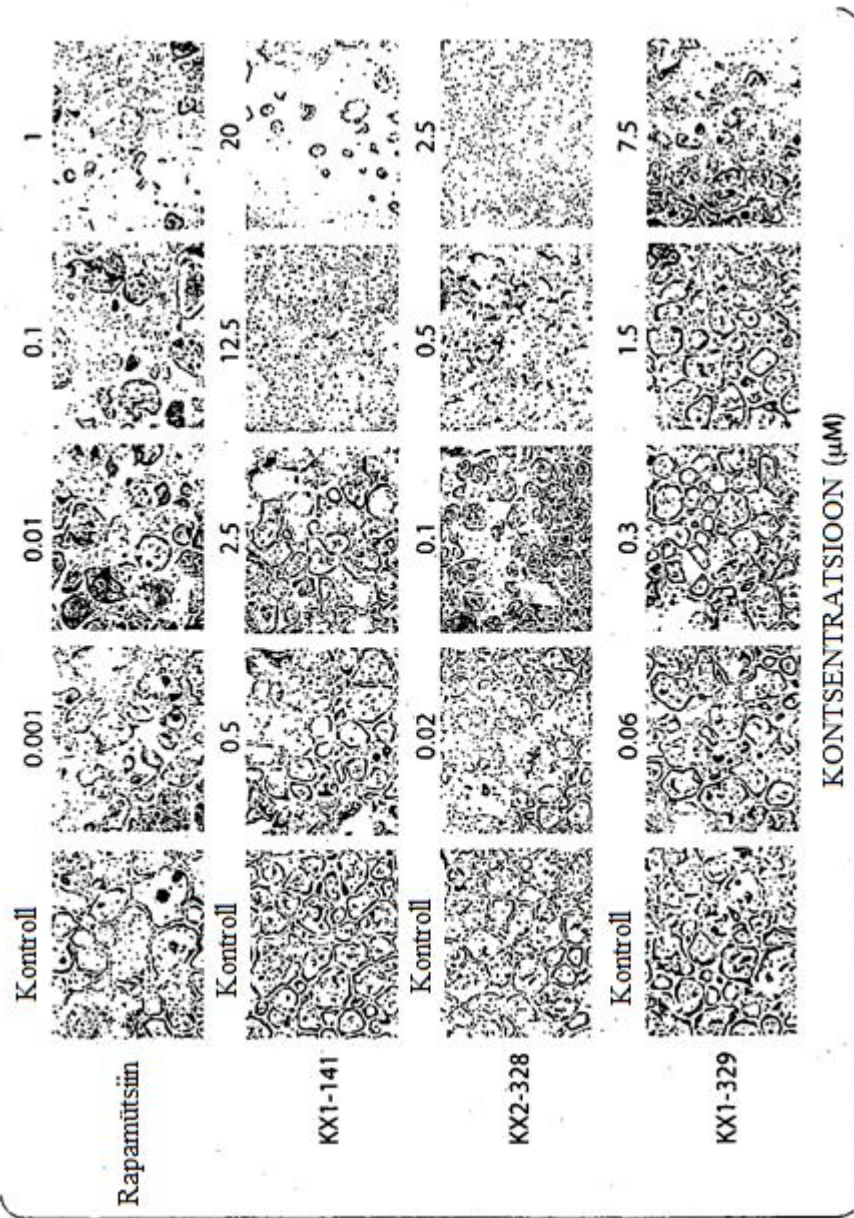 Kontroll 0.001 0.01 0.1 1
Rapamütsiin
Kontroll 0.5 2.5 12.5 20
KX1-141
Kontroll 0.02 0.1 0.5 2.5
KX2-328
Kontroll 0.06 0.3 1.5 7.5
KX1-329
KONTSENTRATSIOON (µM)